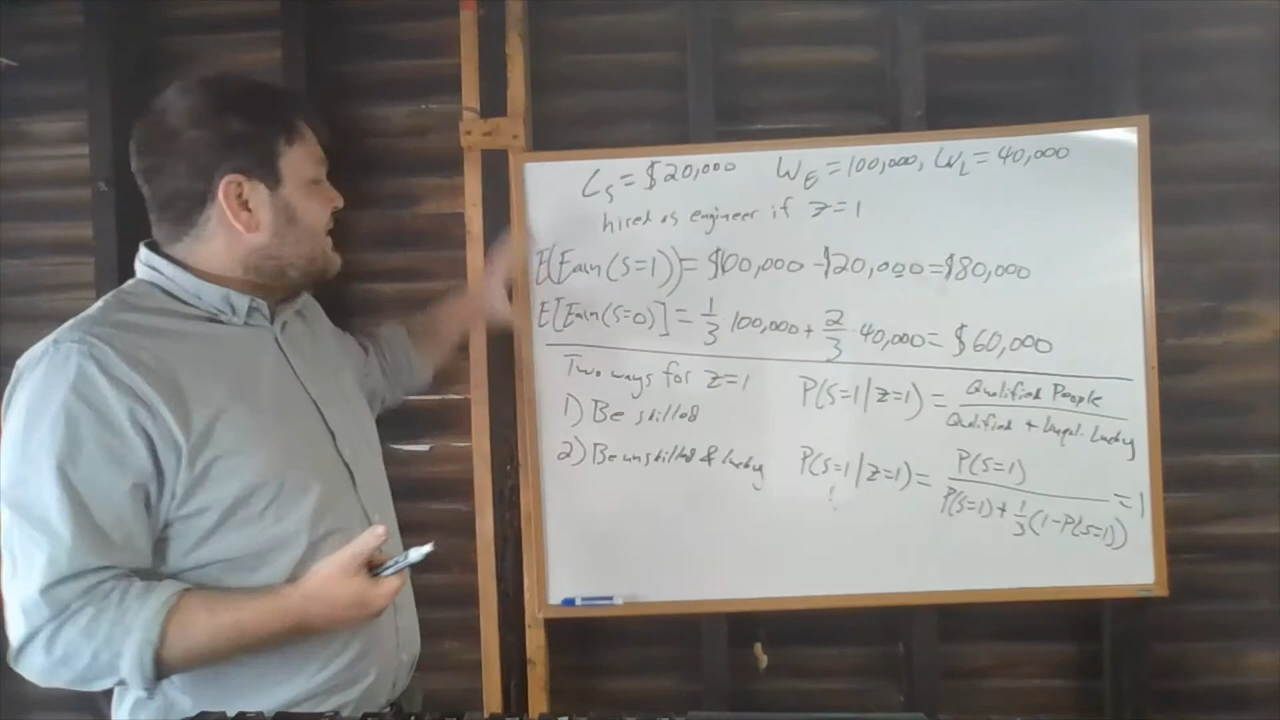 C_s = $20,000 W_E = 100,000, W_L = 40,000
hired as engineer if z=1
E(Earn(s=1)) = $100,000 - $20,000 = $80,000
E[Earn(s=0)] = 1/3 · 100,000 + 2/3 · 40,000 = $60,000
Two ways for z=1
1) Be skilled
2) Be unskilled & lucky
P(s=1|z=1) = Qualified People / Qualified + Unqual. Lucky
P(s=1|z=1) = P(s=1) / P(s=1) + 1/3 (1-P(s=1)) = 1